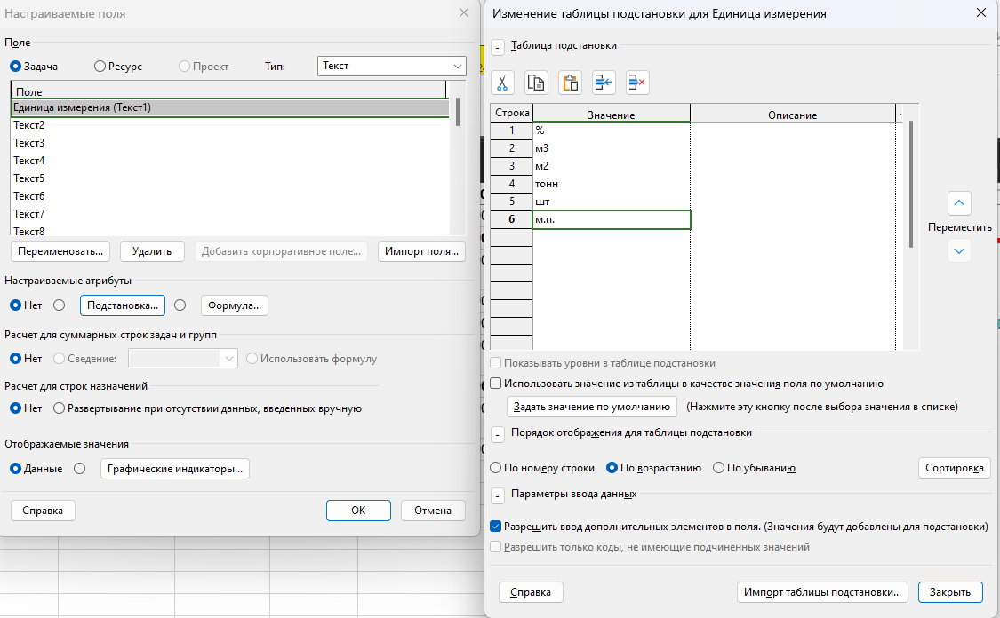 Настраиваемые поля
Поле
Задача Ресурс Проект Тип: Текст
Поле
Единица измерения (Текст1)
Текст2
Текст3
Текст4
Текст5
Текст6
Текст7
Текст8
Переименовать... Удалить Добавить корпоративное поле... Импорт поля...
Настраиваемые атрибуты
Нет Подстановка... Формула...
Расчет для суммарных строк задач и групп
Нет Сведение: Использовать формулу
Расчет для строк назначений
Нет Развертывание при отсутствии данных, введенных вручную
Отображаемые значения
Данные Графические индикаторы...
Справка OK Отмена
Изменение таблицы подстановки для Единица измерения
- Таблица подстановки
Строка Значение Описание
1 %
2 м3
3 м2
4 тонн
5 шт
6 м.п.
Переместить
Показывать уровни в таблице подстановки
Использовать значение из таблицы в качестве значения поля по умолчанию
Задать значение по умолчанию (Нажмите эту кнопку после выбора значения в списке)
- Порядок отображения для таблицы подстановки
По номеру строки По возрастанию По убыванию Сортировка
- Параметры ввода данных
Разрешить ввод дополнительных элементов в поля. (Значения будут добавлены для подстановки)
Разрешить только коды, не имеющие подчиненных значений
Справка Импорт таблицы подстановки... Закрыть